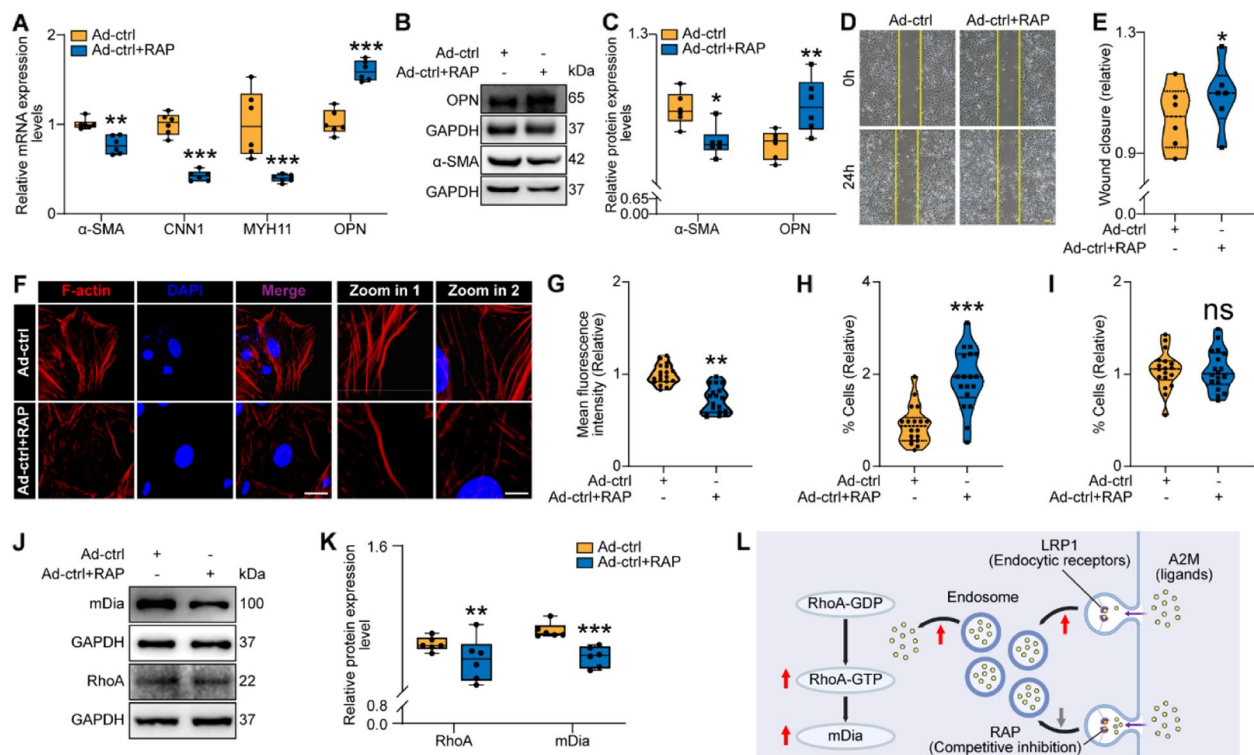 A
Ad-ctrl
Ad-ctrl+RAP
Relative mRNA expression
levels
2
1
0
**
***
***
***
α-SMA
CNN1
MYH11
OPN
B
Ad-ctrl
+
-
Ad-ctrl+RAP
-
+
kDa
OPN
65
GAPDH
37
α-SMA
42
GAPDH
37
C
Ad-ctrl
Ad-ctrl+RAP
Relative protein expression
levels
1.3
0.65
0.00
*
**
α-SMA
OPN
D
Ad-ctrl
Ad-ctrl+RAP
0h
24h
E
Wound closure (relative)
1.3
0.9
0.0
*
Ad-ctrl
+
-
Ad-ctrl+RAP
-
+
F
F-actin
DAPI
Merge
Zoom in 1
Zoom in 2
Ad-ctrl
Ad-ctrl+RAP
G
Mean fluorescence
intensity (Relative)
2
1
0
**
Ad-ctrl
+
-
Ad-ctrl+RAP
-
+
H
% Cells (Relative)
4
3
2
1
0
***
Ad-ctrl
+
-
Ad-ctrl+RAP
-
+
I
% Cells (Relative)
2
1
0
ns
Ad-ctrl
+
-
Ad-ctrl+RAP
-
+
J
Ad-ctrl
+
-
Ad-ctrl+RAP
-
+
kDa
mDia
100
GAPDH
37
RhoA
22
GAPDH
37
K
Ad-ctrl
Ad-ctrl+RAP
Relative protein expression
level
1.6
0.8
0.0
**
***
RhoA
mDia
L
LRP1
(Endocytic receptors)
A2M
(ligands)
RhoA-GDP
Endosome
RhoA-GTP
mDia
RAP
(Competitive inhibition)